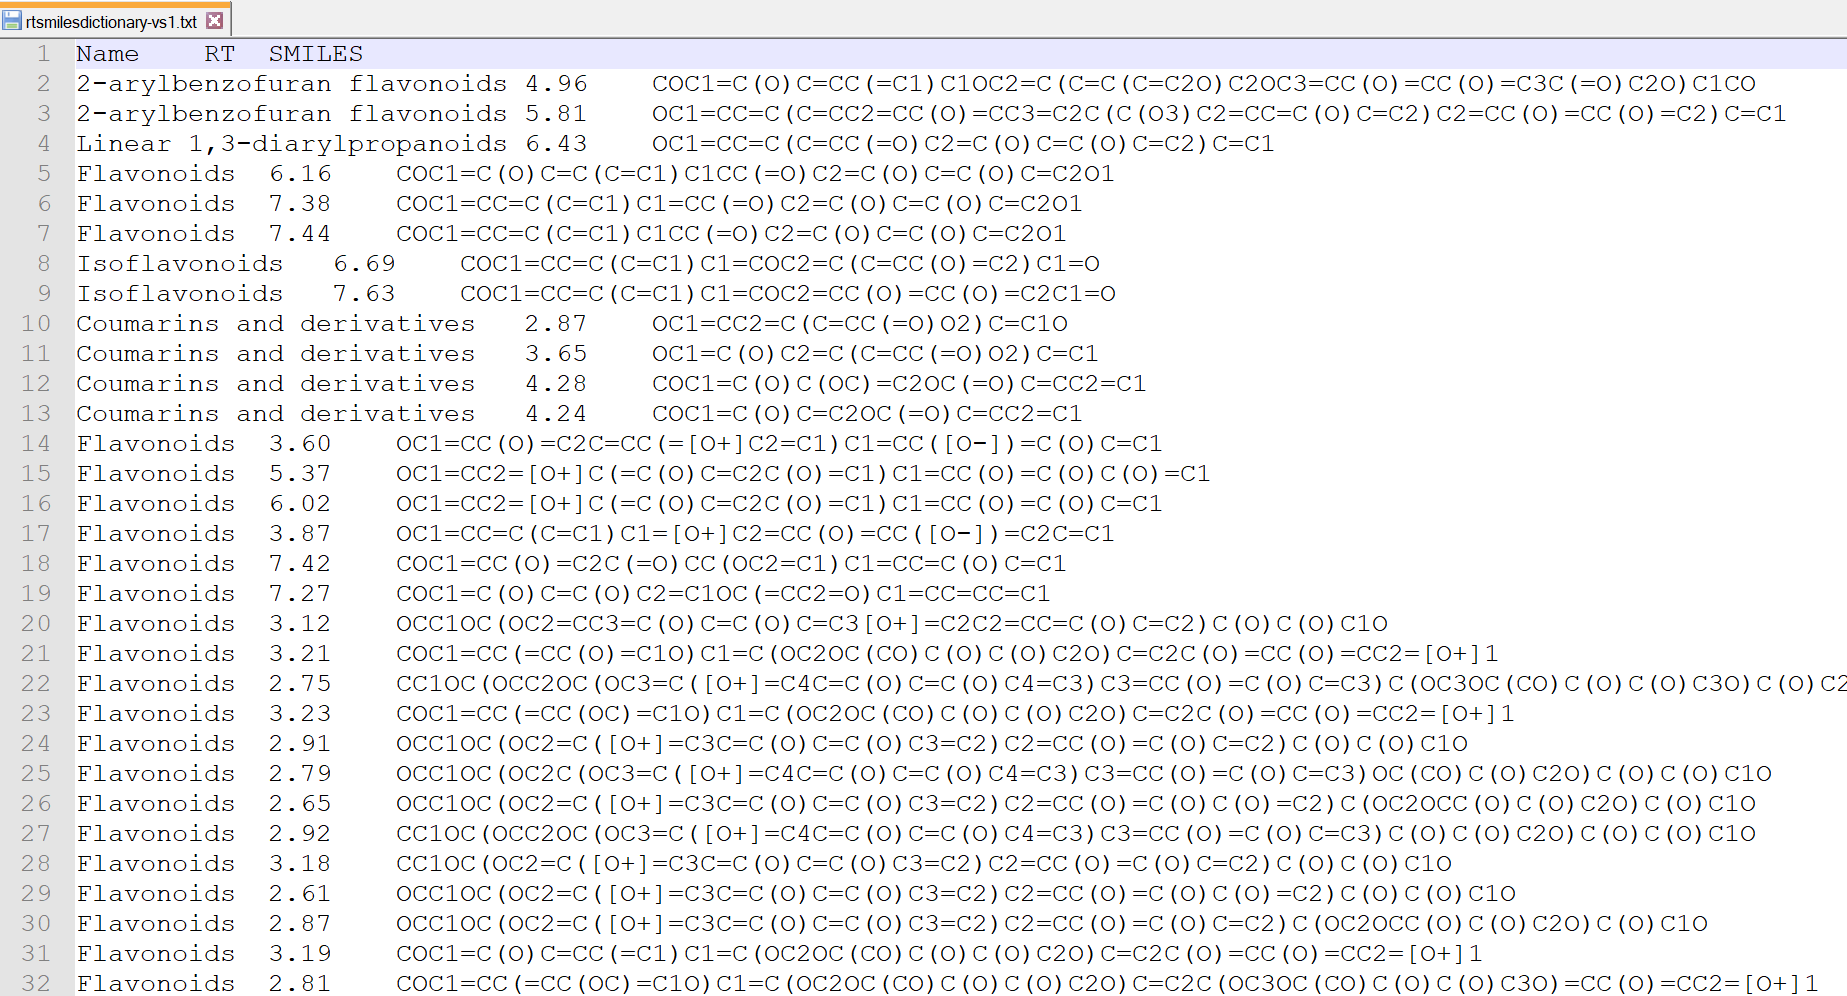 rtsmilesdictionary-vs1.txt
1 Name RT SMILES
2 2-arylbenzofuran flavonoids 4.96 COC1=C(O)C=CC(=C1)C1OC2=C(C=C(C=C2O)C2OC3=CC(O)=CC(O)=C3C(=O)C2O)C1CO
3 2-arylbenzofuran flavonoids 5.81 OC1=CC=C(C=CC2=CC(O)=CC3=C2C(C(O3)C2=CC=C(O)C=C2)C2=CC(O)=CC(O)=C2)C=C1
4 Linear 1,3-diarylpropanoids 6.43 OC1=CC=C(C=CC(=O)C2=C(O)C=C(O)C=C2)C=C1
5 Flavonoids 6.16 COC1=C(O)C=C(C=C1)C1CC(=O)C2=C(O)C=C(O)C=C2O1
6 Flavonoids 7.38 COC1=CC=C(C=C1)C1=CC(=O)C2=C(O)C=C(O)C=C2O1
7 Flavonoids 7.44 COC1=CC=C(C=C1)C1CC(=O)C2=C(O)C=C(O)C=C2O1
8 Isoflavonoids 6.69 COC1=CC=C(C=C1)C1=COC2=C(C=CC(O)=C2)C1=O
9 Isoflavonoids 7.63 COC1=CC=C(C=C1)C1=COC2=CC(O)=CC(O)=C2C1=O
10 Coumarins and derivatives 2.87 OC1=CC2=C(C=CC(=O)O2)C=C1O
11 Coumarins and derivatives 3.65 OC1=C(O)C2=C(C=CC(=O)O2)C=C1
12 Coumarins and derivatives 4.28 COC1=C(O)C(OC)=C2OC(=O)C=CC2=C1
13 Coumarins and derivatives 4.24 COC1=C(O)C=C2OC(=O)C=CC2=C1
14 Flavonoids 3.60 OC1=CC(O)=C2C=CC(=[O+]C2=C1)C1=CC([O-])=C(O)C=C1
15 Flavonoids 5.37 OC1=CC2=[O+]C(=C(O)C=C2C(O)=C1)C1=CC(O)=C(O)C(O)=C1
16 Flavonoids 6.02 OC1=CC2=[O+]C(=C(O)C=C2C(O)=C1)C1=CC(O)=C(O)C=C1
17 Flavonoids 3.87 OC1=CC=C(C=C1)C1=[O+]C2=CC(O)=CC([O-])=C2C=C1
18 Flavonoids 7.42 COC1=CC(O)=C2C(=O)CC(OC2=C1)C1=CC=C(O)C=C1
19 Flavonoids 7.27 COC1=C(O)C=C(O)C2=C1OC(=CC2=O)C1=CC=CC=C1
20 Flavonoids 3.12 OCC1OC(OC2=CC3=C(O)C=C(O)C=C3[O+]=C2C2=CC=C(O)C=C2)C(O)C(O)C1O
21 Flavonoids 3.21 COC1=CC(=CC(O)=C1O)C1=C(OC2OC(CO)C(O)C(O)C2O)C=C2C(O)=CC(O)=CC2=[O+]1
22 Flavonoids 2.75 CC1OC(OCC2OC(OC3=C([O+]=C4C=C(O)C=C(O)C4=C3)C3=CC(O)=C(O)C=C3)C(OC3OC(CO)C(O)C(O)C3O)C(O)C2
23 Flavonoids 3.23 COC1=CC(=CC(OC)=C1O)C1=C(OC2OC(CO)C(O)C(O)C2O)C=C2C(O)=CC(O)=CC2=[O+]1
24 Flavonoids 2.91 OCC1OC(OC2=C([O+]=C3C=C(O)C=C(O)C3=C2)C2=CC(O)=C(O)C=C2)C(O)C(O)C1O
25 Flavonoids 2.79 OCC1OC(OC2C(OC3=C([O+]=C4C=C(O)C=C(O)C4=C3)C3=CC(O)=C(O)C=C3)OC(CO)C(O)C2O)C(O)C(O)C1O
26 Flavonoids 2.65 OCC1OC(OC2=C([O+]=C3C=C(O)C=C(O)C3=C2)C2=CC(O)=C(O)C(O)=C2)C(OC2OCC(O)C(O)C2O)C(O)C1O
27 Flavonoids 2.92 CC1OC(OCC2OC(OC3=C([O+]=C4C=C(O)C=C(O)C4=C3)C3=CC(O)=C(O)C=C3)C(O)C(O)C2O)C(O)C(O)C1O
28 Flavonoids 3.18 CC1OC(OC2=C([O+]=C3C=C(O)C=C(O)C3=C2)C2=CC(O)=C(O)C=C2)C(O)C(O)C1O
29 Flavonoids 2.61 OCC1OC(OC2=C([O+]=C3C=C(O)C=C(O)C3=C2)C2=CC(O)=C(O)C(O)=C2)C(O)C(O)C1O
30 Flavonoids 2.87 OCC1OC(OC2=C([O+]=C3C=C(O)C=C(O)C3=C2)C2=CC(O)=C(O)C=C2)C(OC2OCC(O)C(O)C2O)C(O)C1O
31 Flavonoids 3.19 COC1=C(O)C=CC(=C1)C1=C(OC2OC(CO)C(O)C(O)C2O)C=C2C(O)=CC(O)=CC2=[O+]1
32 Flavonoids 2.81 COC1=CC(=CC(OC)=C1O)C1=C(OC2OC(CO)C(O)C(O)C2O)C=C2C(OC3OC(CO)C(O)C(O)C3O)=CC(O)=CC2=[O+]1